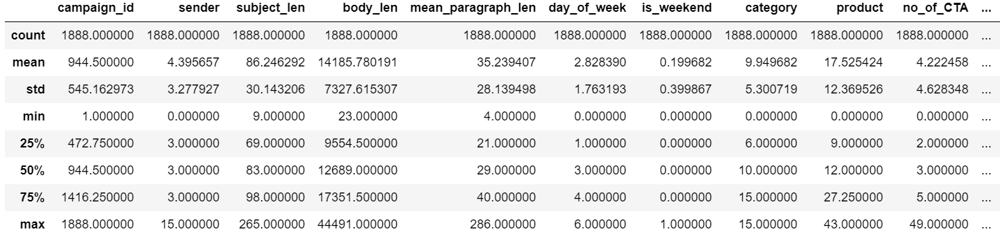 campaign_id sender subject_len body_len mean_paragraph_len day_of_week is_weekend category product no_of_CTA ...
count 1888.000000 1888.000000 1888.000000 1888.000000 1888.000000 1888.000000 1888.000000 1888.000000 1888.000000 1888.000000 ...
mean 944.500000 4.395657 86.246292 14185.780191 35.239407 2.828390 0.199682 9.949682 17.525424 4.222458 ...
std 545.162973 3.277927 30.143206 7327.615307 28.139498 1.763193 0.399867 5.300719 12.369526 4.628348 ...
min 1.000000 0.000000 9.000000 23.000000 4.000000 0.000000 0.000000 0.000000 0.000000 0.000000 ...
25% 472.750000 3.000000 69.000000 9554.500000 21.000000 1.000000 0.000000 6.000000 9.000000 2.000000 ...
50% 944.500000 3.000000 83.000000 12689.000000 29.000000 3.000000 0.000000 10.000000 12.000000 3.000000 ...
75% 1416.250000 3.000000 98.000000 17351.500000 40.000000 4.000000 0.000000 15.000000 27.250000 5.000000 ...
max 1888.000000 15.000000 265.000000 44491.000000 286.000000 6.000000 1.000000 15.000000 43.000000 49.000000 ...